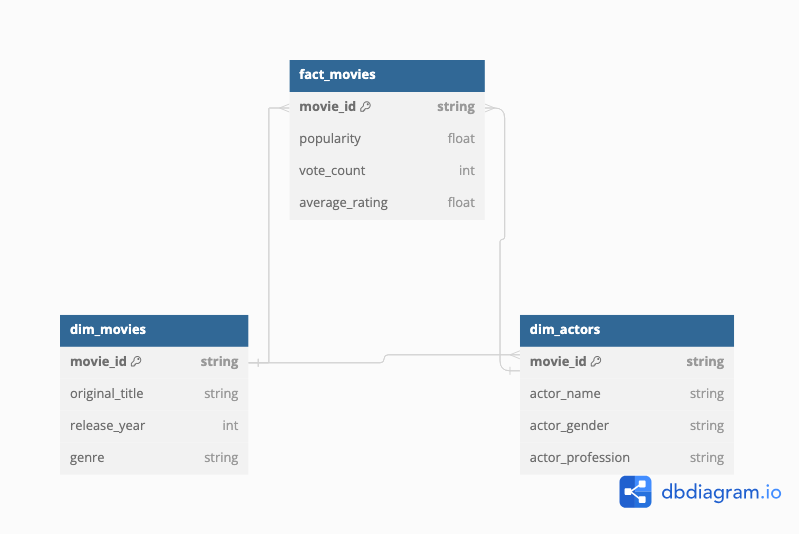 fact_movies
movie_id string
popularity float
vote_count int
average_rating float
dim_movies
movie_id string
original_title string
release_year int
genre string
dim_actors
movie_id string
actor_name string
actor_gender string
actor_profession string
dbdiagram.io